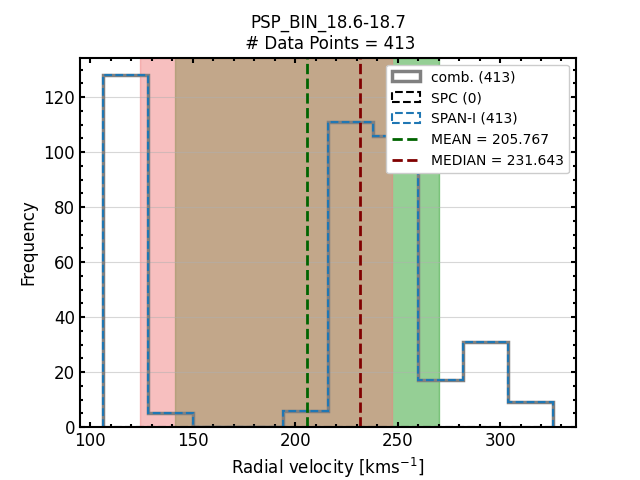 PSP_BIN_18.6-18.7
# Data Points = 413
comb. (413)
SPC (0)
SPAN-I (413)
MEAN = 205.767
MEDIAN = 231.643
Frequency
120
100
80
60
40
20
0
100 150 200 250 300
Radial velocity [kms⁻¹]